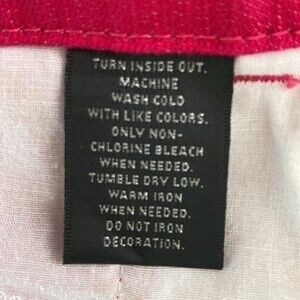 TURN INSIDE OUT.
MACHINE
WASH COLD
WITH LIKE COLORS.
ONLY NON-
CHLORINE BLEACH
WHEN NEEDED.
TUMBLE DRY LOW.
WARM IRON
WHEN NEEDED.
DO NOT IRON
DECORATION.